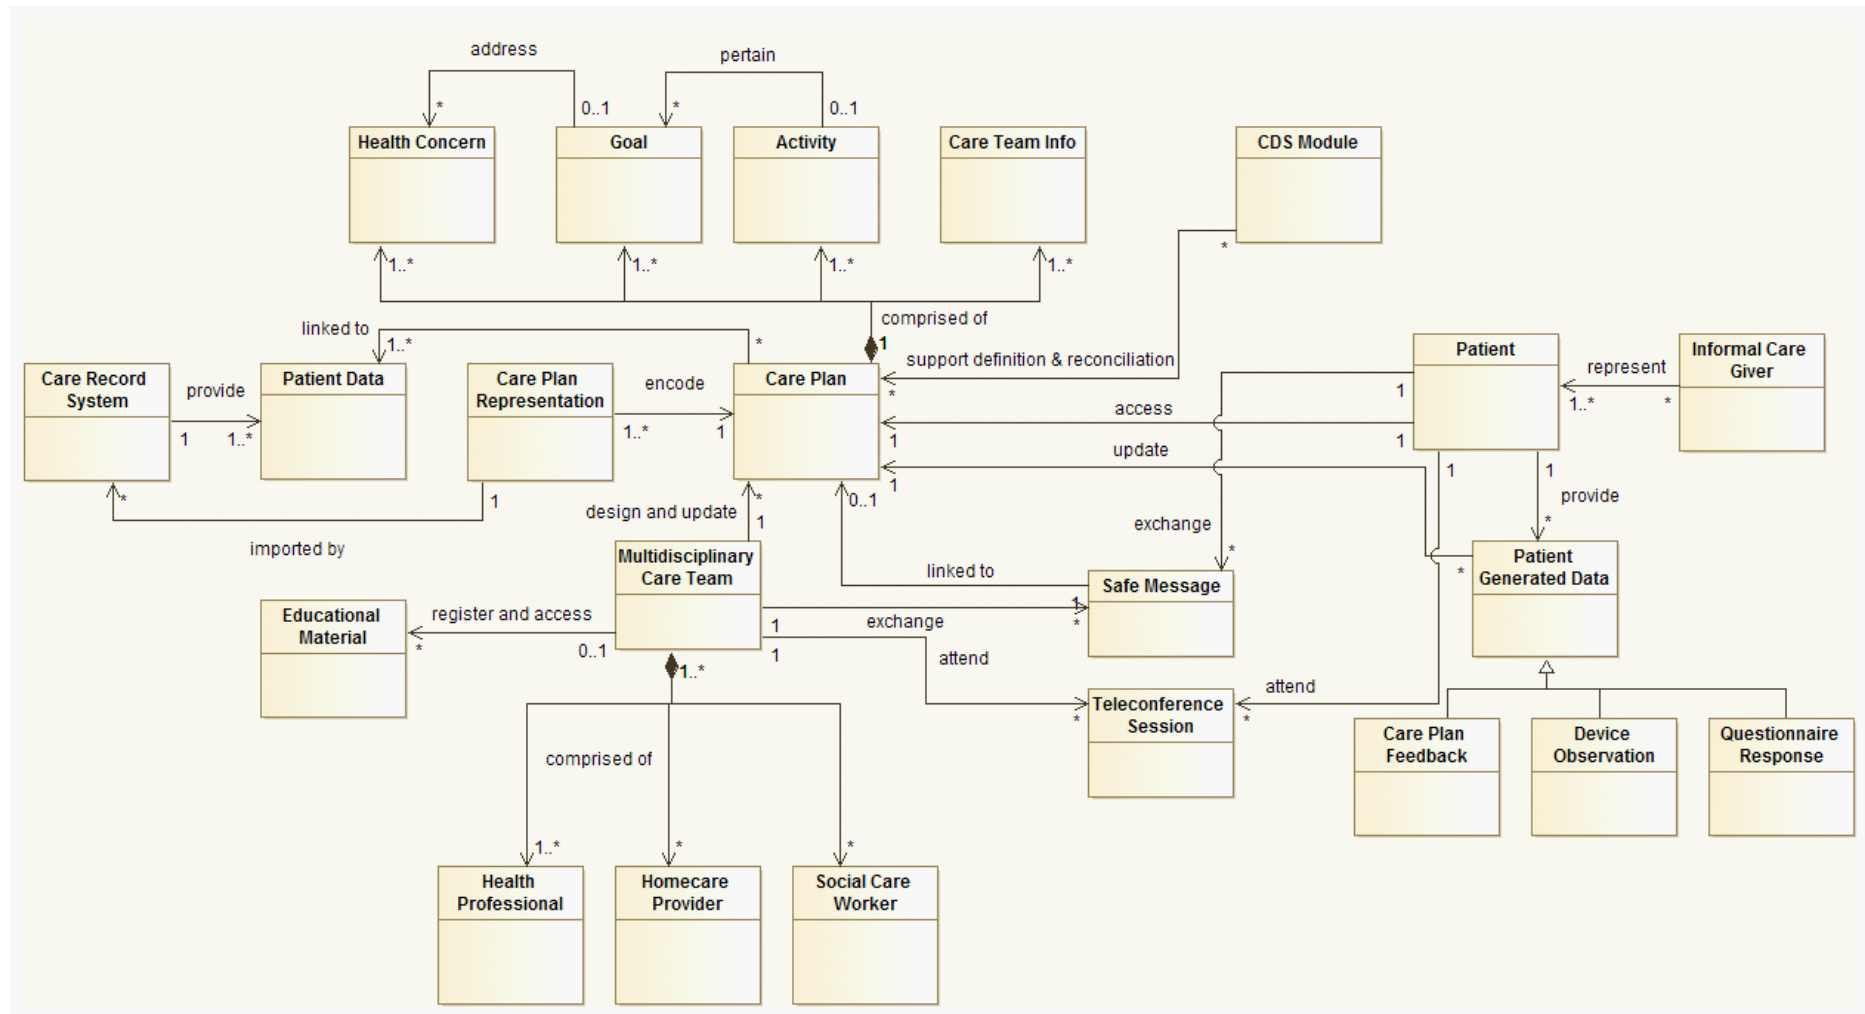 address
pertain
*
0..1
*
0..1
Health Concern
Goal
Activity
Care Team Info
CDS Module
*
1..*
1..*
1..*
1..*
linked to
1..*
*
comprised of
1
support definition & reconciliation
*
Care Record
System
provide
1
1..*
Patient Data
Care Plan
Representation
encode
1..*
1
Care Plan
Patient
represent
1..*
*
Informal Care
Giver
1
access
1
1
update
1
1
1
provide
*
*
1
imported by
design and update
*
1
0..1
exchange
*
Multidisciplinary
Care Team
linked to
Safe Message
*
Patient
Generated Data
Educational
Material
register and access
*
0..1
1
exchange
1
*
1
attend
1..*
attend
*
*
Teleconference
Session
Care Plan
Feedback
Device
Observation
Questionnaire
Response
comprised of
1..*
*
*
Health
Professional
Homecare
Provider
Social Care
Worker